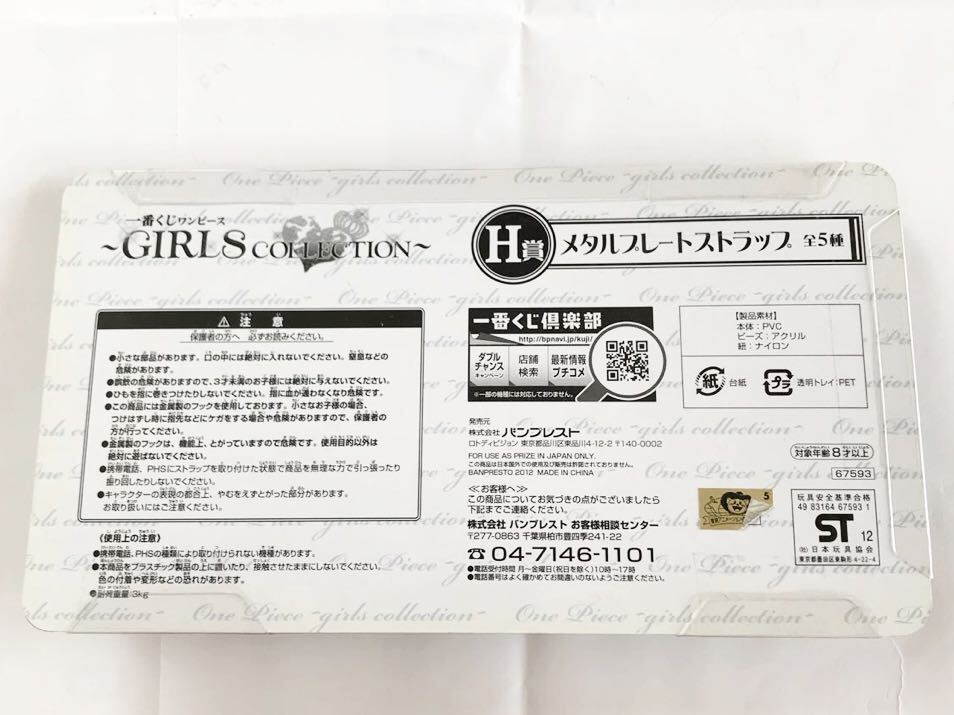 一番くじワンピース
~GIRLS COLLECTION~
H賞 メタルプレートストラップ 全5種
⚠ 注 意
保護者の方へ 必ずお読みください。
●小さな部品があります。口の中には絶対に入れないでください。窒息などの
危険があります。
●誤飲の危険がありますので、3才未満のお子様には絶対に与えないでください。
●ひもを指に巻きつけたりしないでください。指に血が通わなくなり危険です。
●この商品には金属製のフックを使用しております。小さなお子様の場合、
つけはずし時に指先などにケガをする場合や危険がありますので、保護者の
方が行ってください。
●金属製のフックは、機能上、とがっていますので危険です。使用目的以外は
絶対に遊ばないでください。
●携帯電話、PHSにストラップを取り付けた状態で商品を無理な力で引っ張ったり
振り回したりしないでください。
●キャラクターの表現の都合上、やむをえずとがった部分があります。
お取り扱いにはご注意ください。
《使用上の注意》
●携帯電話、PHSの種類により取り付けられない機種があります。
●本商品をプラスチック製品の上に置いたり、接触させたままにしないでください。
色の付着や変形などの恐れがあります。
●耐荷重量:3kg
一番くじ倶楽部
http://bpnavi.jp/kuji/
ダブル
チャンス
キャンペーン
店舗
検索
最新情報
プチコメ
※一部の機種には対応しておりません。
【製品素材】
本体:PVC
ビーズ:アクリル
紐:ナイロン
紙 台紙
プラ 透明トレイ:PET
発売元
株式会社バンプレスト
ロトディビジョン 東京都品川区東品川4-12-2 〒140-0002
FOR USE AS PRIZE IN JAPAN ONLY.
この商品は日本国外での使用及び販売は許諾されておりません。
BANPRESTO 2012 MADE IN CHINA
≪お客様へ≫
この商品についてお気づきの点がございましたら
下記までご連絡ください。
株式会社 バンプレスト お客様相談センター
〒277-0863 千葉県柏市豊四季241-22
☎04-7146-1101
●電話受付時間 月~金曜日(祝日を除く)10時~17時
●電話番号はよく確かめてお間違いのないようご注意ください。
対象年齢8才以上
67593
5
玩具安全基準合格
49 83164 67593 1
ST 12
(社)日本玩具協会
東京都墨田区東駒形4-22-4
One Piece ~girls collection~